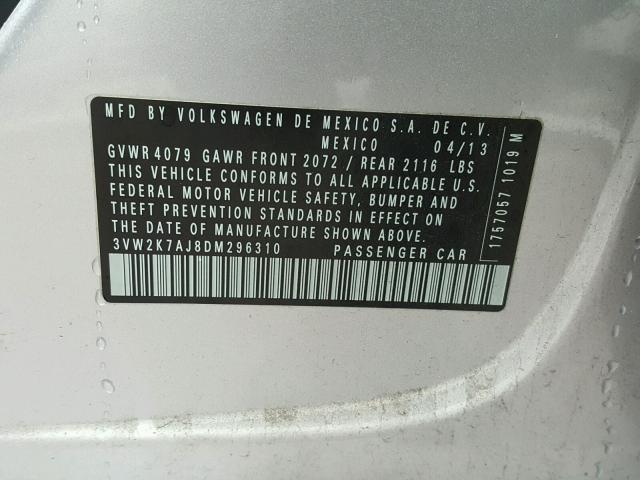 MFD BY VOLKSWAGEN DE MEXICO S.A. DE C.V.
MEXICO 04/13
GVWR 4079 GAWR FRONT 2072 / REAR 2116 LBS
THIS VEHICLE CONFORMS TO ALL APPLICABLE U.S.
FEDERAL MOTOR VEHICLE SAFETY, BUMPER AND
THEFT PREVENTION STANDARDS IN EFFECT ON
THE DATE OF MANUFACTURE SHOWN ABOVE
3VW2K7AJ8DM296310 PASSENGER CAR
1757057 1019 M